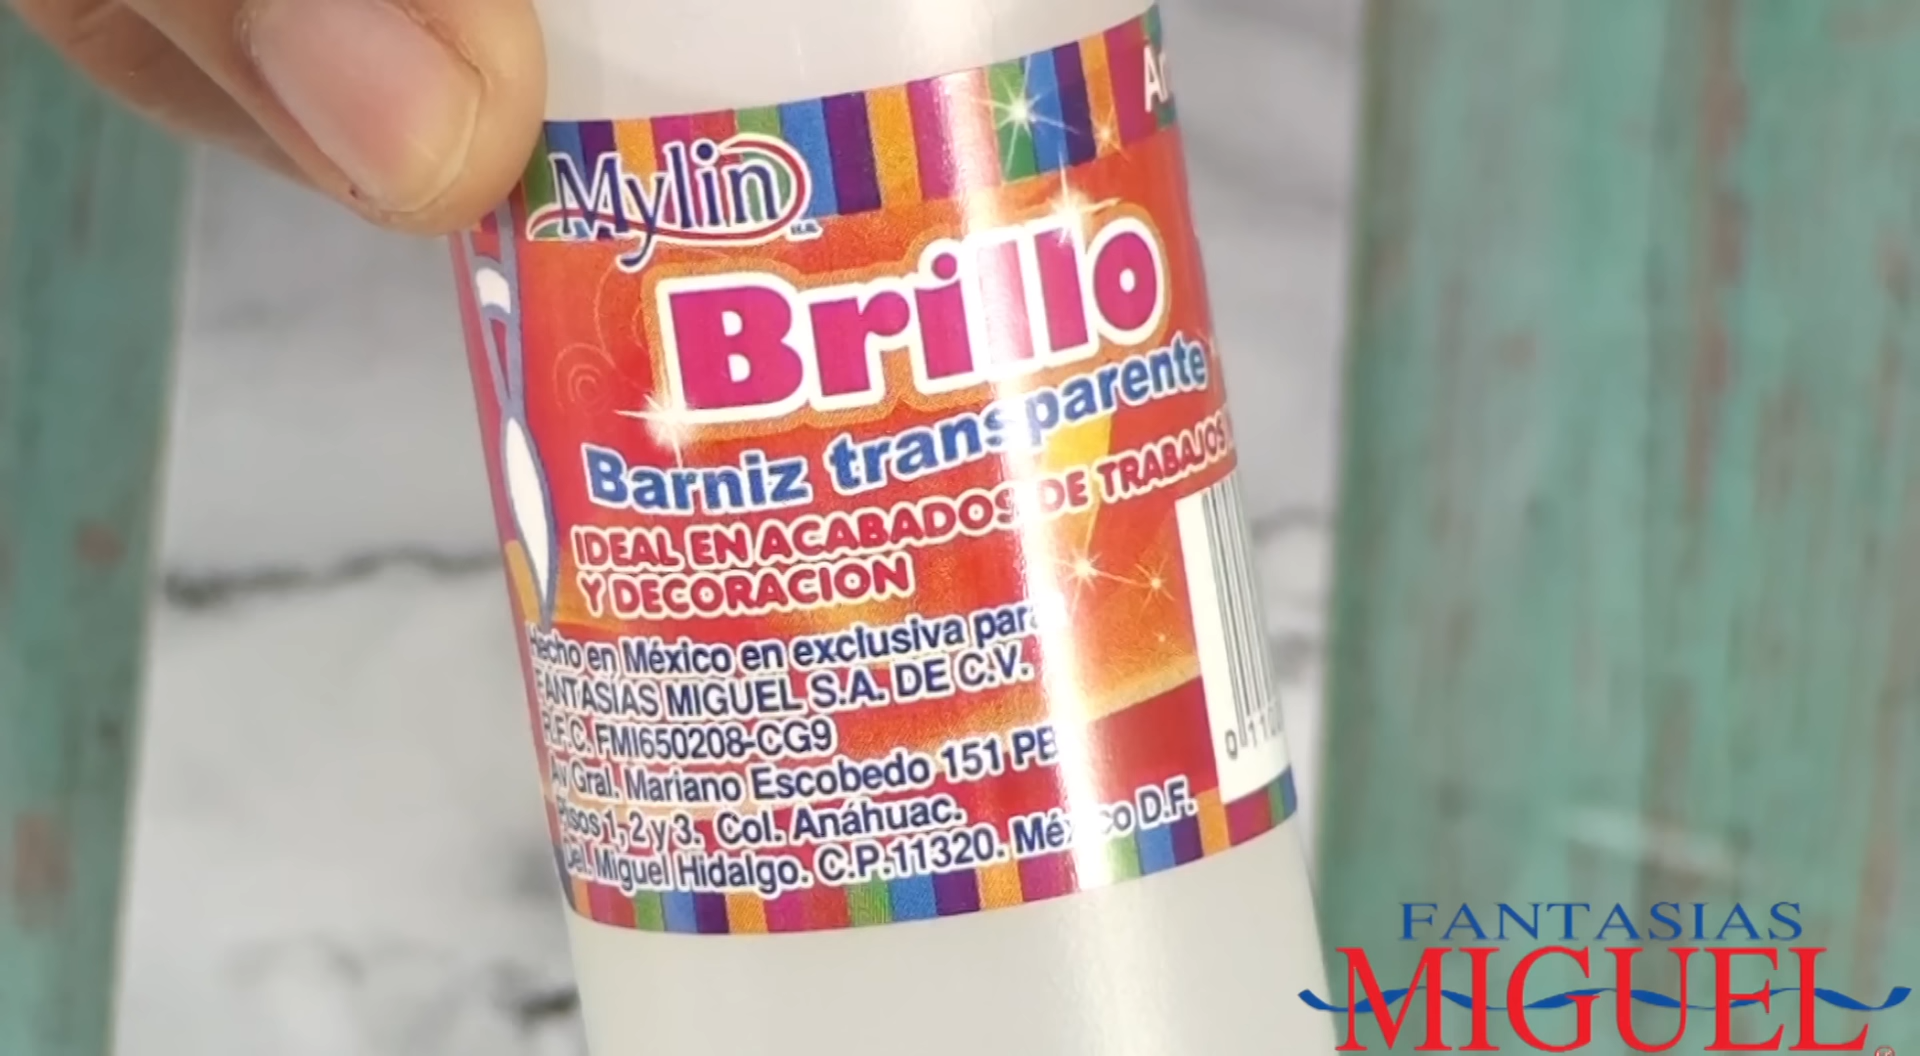 Mylin
Brillo
Barniz transparente
IDEAL EN ACABADOS DE TRABAJOS
Y DECORACION
Hecho en México en exclusiva para
FANTASIAS MIGUEL S.A. DE C.V.
R.F.C. FMI650208-CG9
Av Gral. Mariano Escobedo 151 PB
Pisos 1, 2 y 3. Col. Anáhuac.
Del. Miguel Hidalgo. C.P.11320. México D.F.
FANTASIAS
MIGUEL